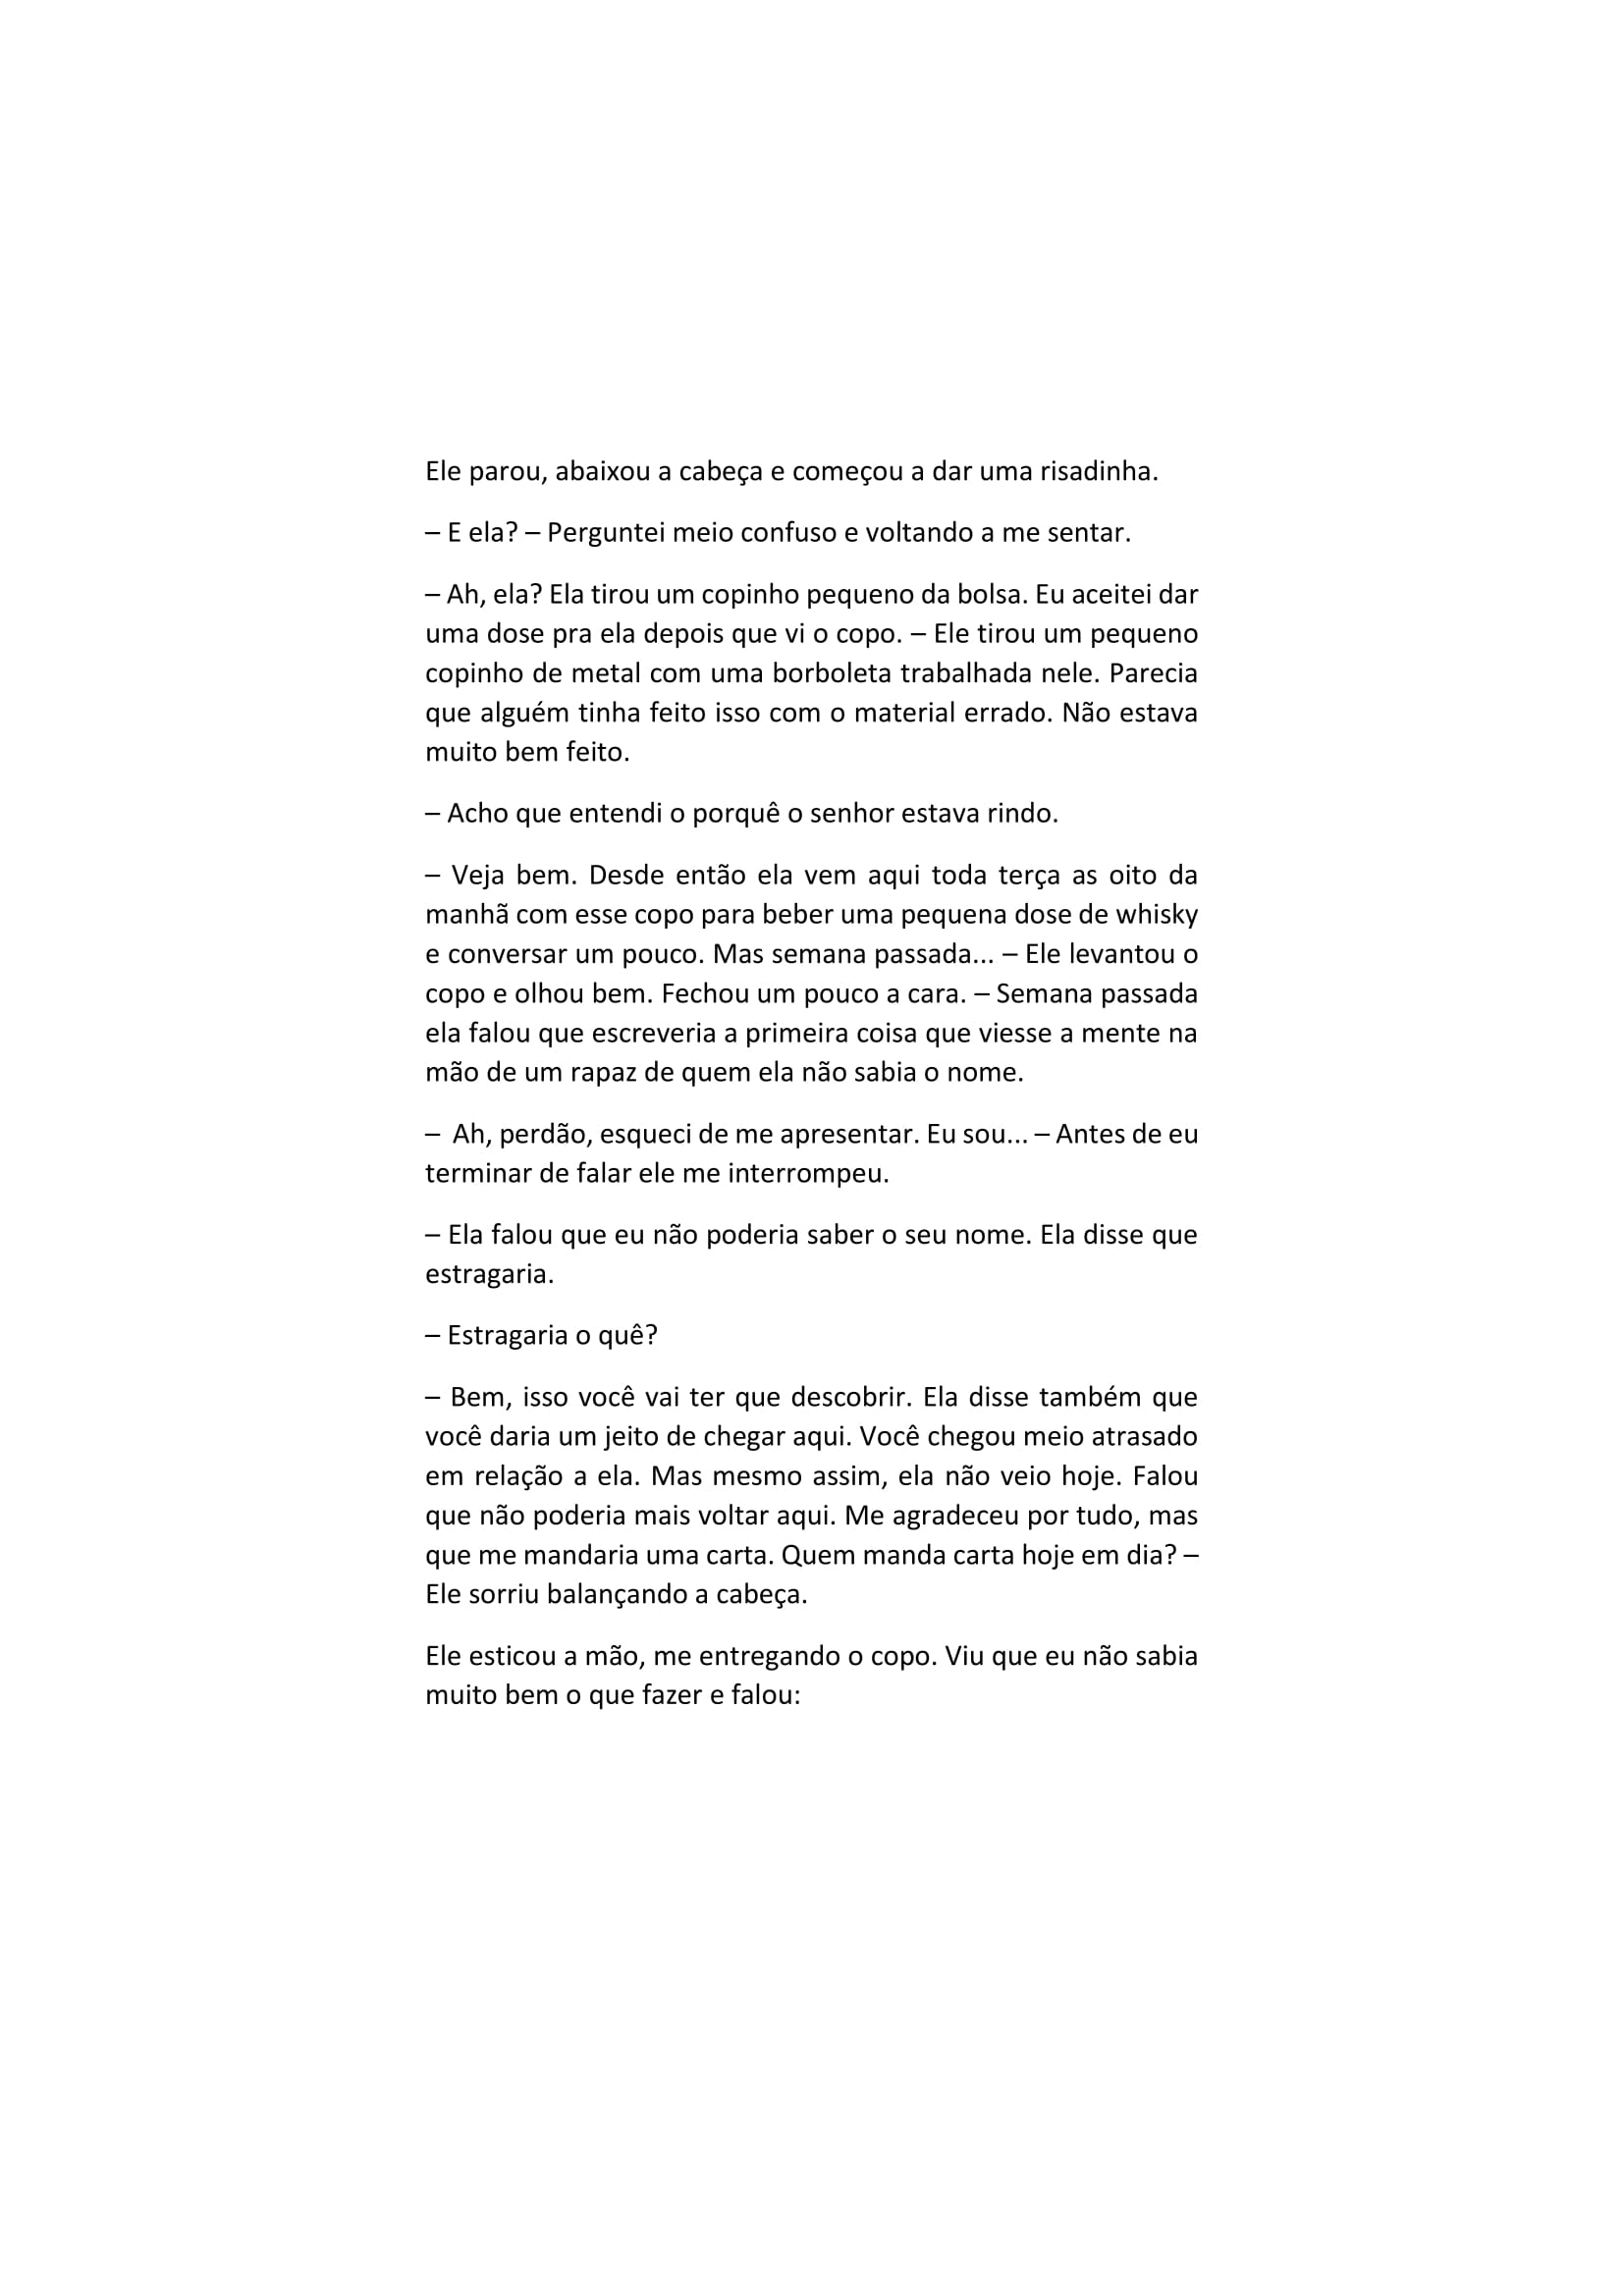 Ele parou, abaixou a cabeça e começou a dar uma risadinha.
– E ela? – Perguntei meio confuso e voltando a me sentar.
– Ah, ela? Ela tirou um copinho pequeno da bolsa. Eu aceitei dar
uma dose pra ela depois que vi o copo. – Ele tirou um pequeno
copinho de metal com uma borboleta trabalhada nele. Parecia
que alguém tinha feito isso com o material errado. Não estava
muito bem feito.
– Acho que entendi o porquê o senhor estava rindo.
– Veja bem. Desde então ela vem aqui toda terça as oito da
manhã com esse copo para beber uma pequena dose de whisky
e conversar um pouco. Mas semana passada... – Ele levantou o
copo e olhou bem. Fechou um pouco a cara. – Semana passada
ela falou que escreveria a primeira coisa que viesse a mente na
mão de um rapaz de quem ela não sabia o nome.
–  Ah, perdão, esqueci de me apresentar. Eu sou... – Antes de eu
terminar de falar ele me interrompeu.
– Ela falou que eu não poderia saber o seu nome. Ela disse que
estragaria.
– Estragaria o quê?
– Bem, isso você vai ter que descobrir. Ela disse também que
você daria um jeito de chegar aqui. Você chegou meio atrasado
em relação a ela. Mas mesmo assim, ela não veio hoje. Falou
que não poderia mais voltar aqui. Me agradeceu por tudo, mas
que me mandaria uma carta. Quem manda carta hoje em dia? –
Ele sorriu balançando a cabeça.
Ele esticou a mão, me entregando o copo. Viu que eu não sabia
muito bem o que fazer e falou: